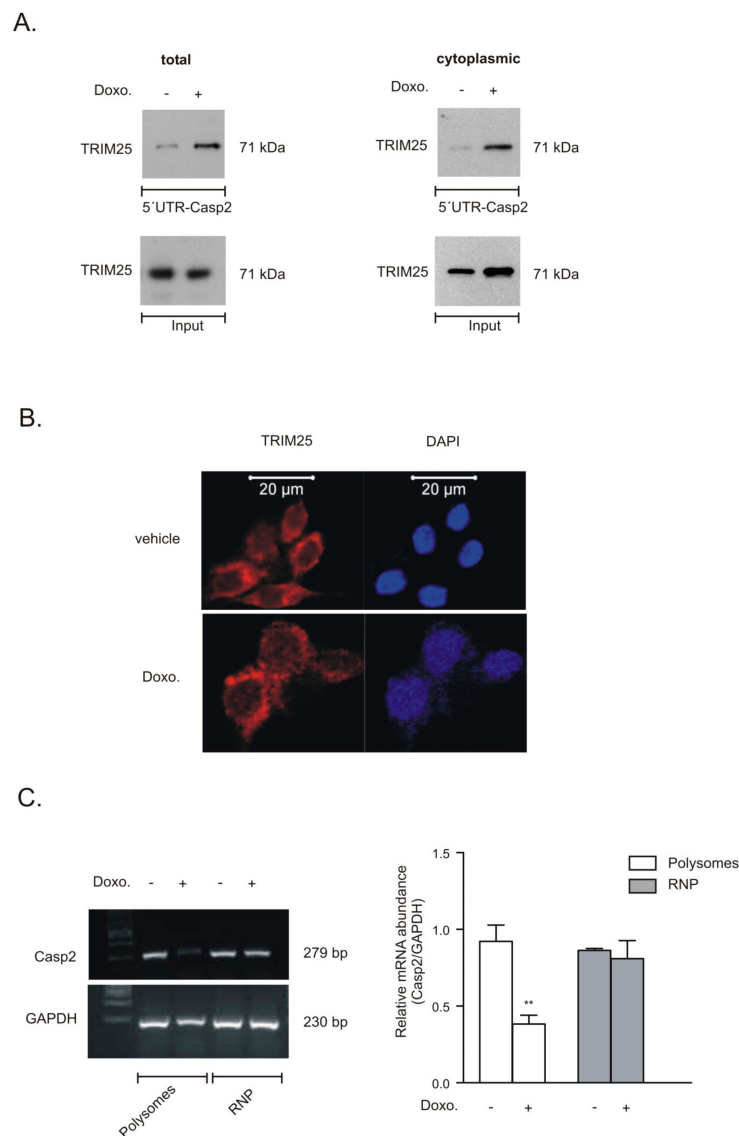 A.
total
cytoplasmic
Doxo. - +
Doxo. - +
TRIM25 71 kDa
TRIM25 71 kDa
5´UTR-Casp2
5´UTR-Casp2
TRIM25 71 kDa
TRIM25 71 kDa
Input
Input
B.
TRIM25 DAPI
20 µm
20 µm
vehicle
Doxo.
C.
Doxo. - + - +
Casp2 279 bp
GAPDH 230 bp
Polysomes
RNP
Relative mRNA abundance
(Casp2/GAPDH)
1.5
1.0
0.5
0.0
Polysomes
RNP
**
Doxo. - + - +